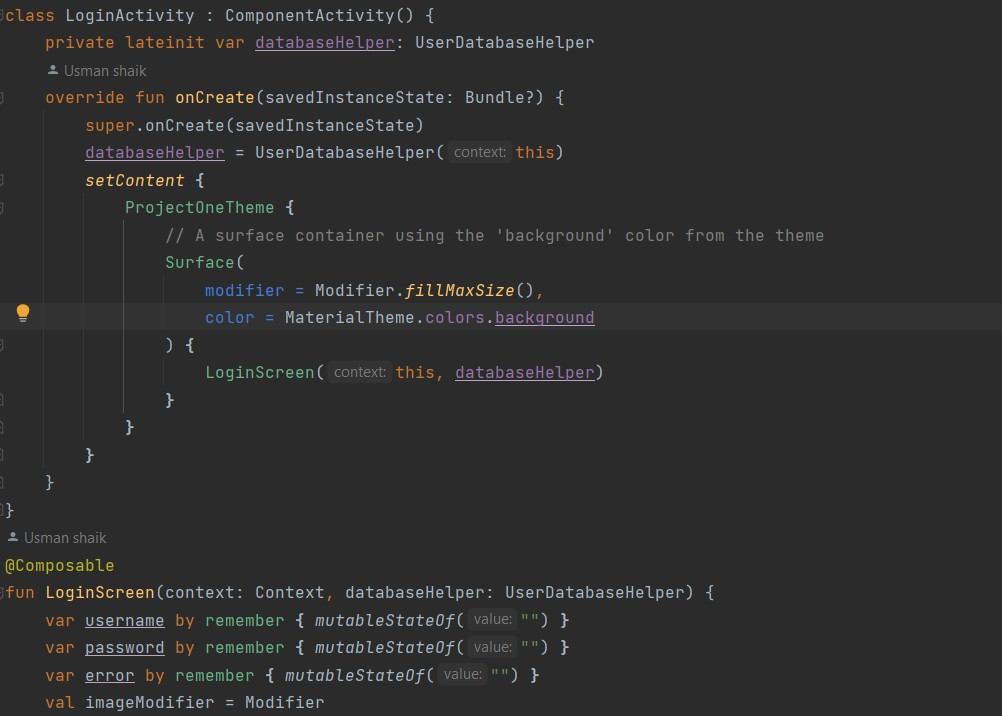 class LoginActivity : ComponentActivity() {
    private lateinit var databaseHelper: UserDatabaseHelper
    Usman shaik
    override fun onCreate(savedInstanceState: Bundle?) {
        super.onCreate(savedInstanceState)
        databaseHelper = UserDatabaseHelper( context: this)
        setContent {
            ProjectOneTheme {
                // A surface container using the 'background' color from the theme
                Surface(
                    modifier = Modifier.fillMaxSize(),
                    color = MaterialTheme.colors.background
                ) {
                    LoginScreen( context: this, databaseHelper)
                }
            }
        }
    }
}
Usman shaik
@Composable
fun LoginScreen(context: Context, databaseHelper: UserDatabaseHelper) {
    var username by remember { mutableStateOf( value: "") }
    var password by remember { mutableStateOf( value: "") }
    var error by remember { mutableStateOf( value: "") }
    val imageModifier = Modifier